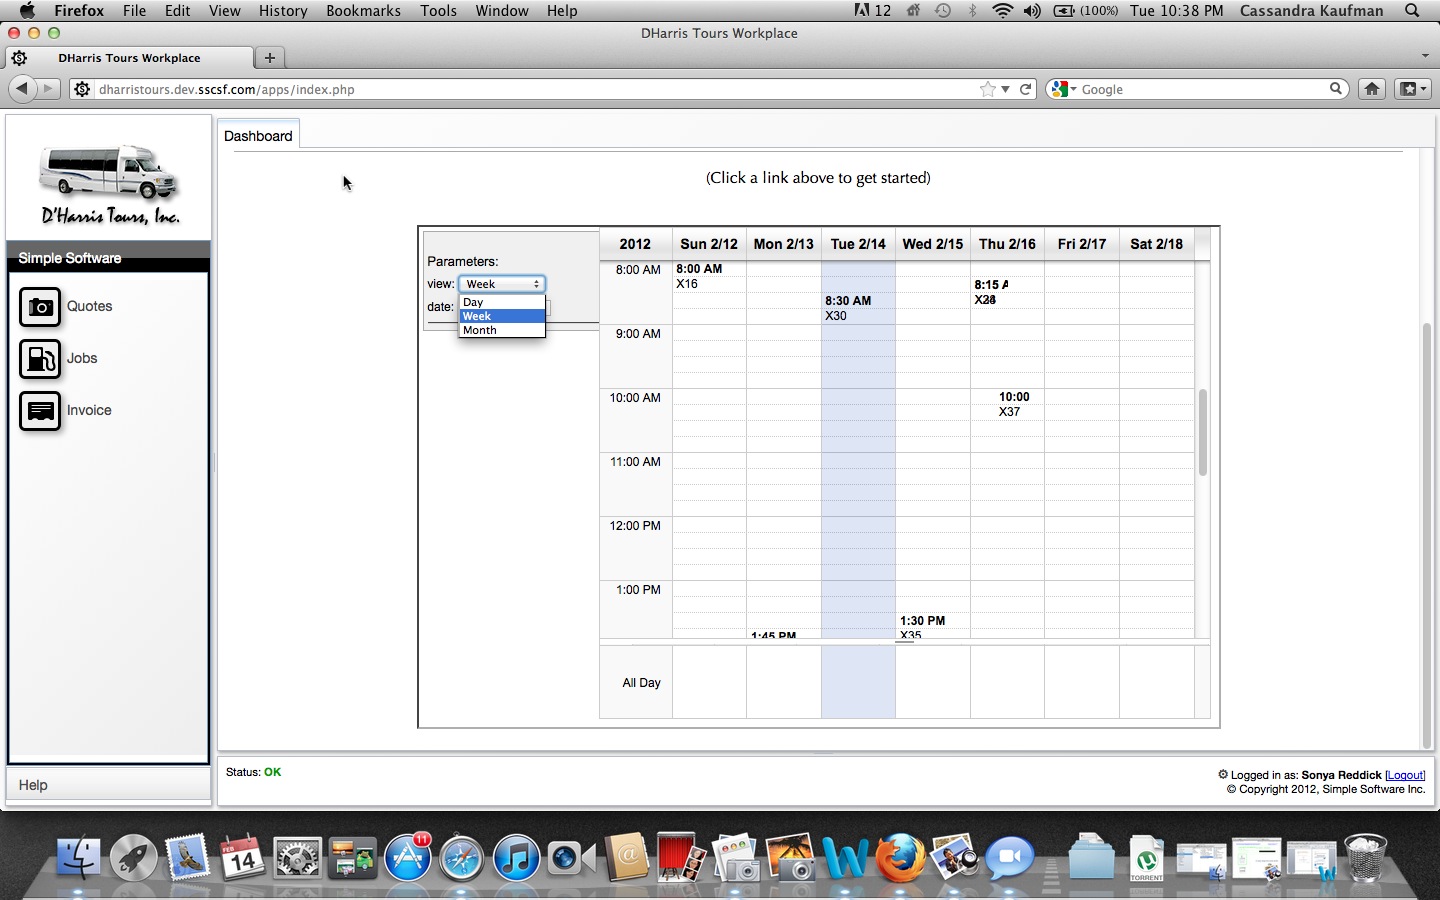 Firefox File Edit View History Bookmarks Tools Window Help 12 (100%) Tue 10:38 PM Cassandra Kaufman
DHarris Tours Workplace
DHarris Tours Workplace
dharristours.dev.sscsf.com/apps/index.php
Google
Dashboard
D'Harris Tours, Inc.
(Click a link above to get started)
Simple Software
Quotes
Jobs
Invoice
Help
Parameters:
view: Week
Day
Week
Month
date:
2012 Sun 2/12 Mon 2/13 Tue 2/14 Wed 2/15 Thu 2/16 Fri 2/17 Sat 2/18
8:00 AM
8:00 AM
X16
8:30 AM
X30
8:15 A
9:00 AM
10:00 AM
10:00
X37
11:00 AM
12:00 PM
1:00 PM
1:30 PM
X35
1:45 PM
All Day
Status: OK
Logged in as: Sonya Reddick [Logout]
© Copyright 2012, Simple Software Inc.
FEB
14
11
TORRENT